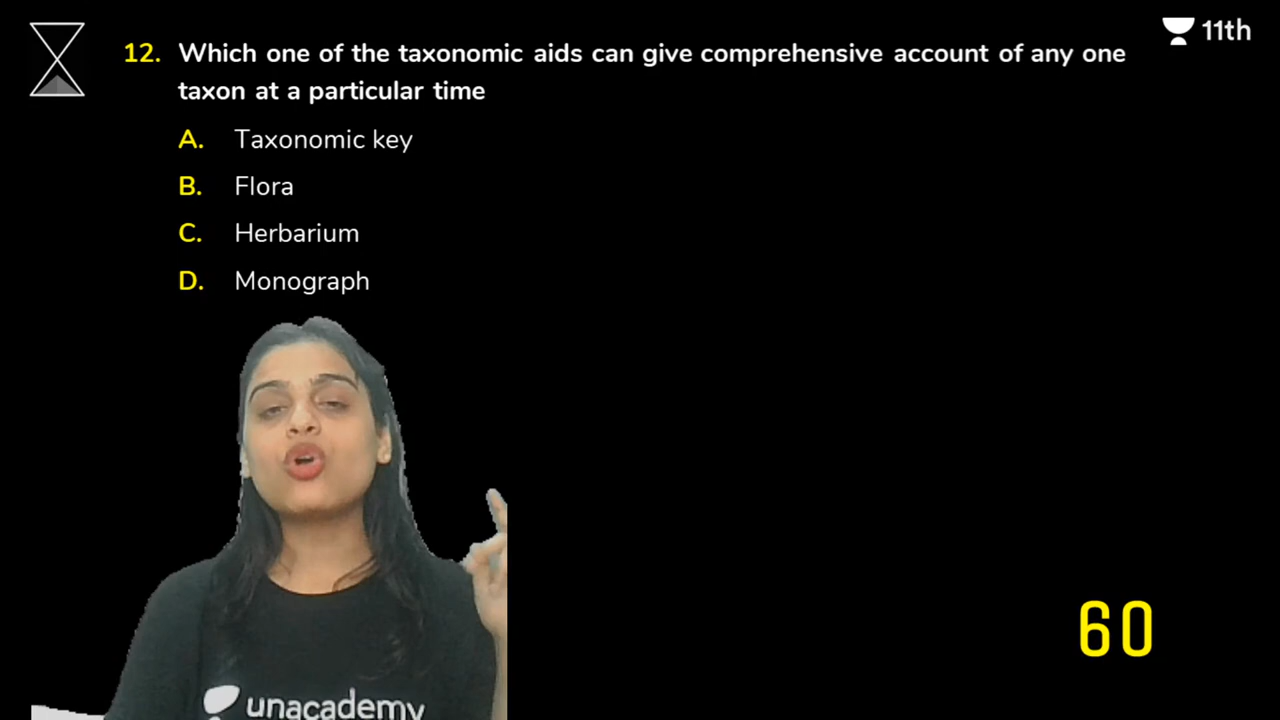 11th
12. Which one of the taxonomic aids can give comprehensive account of any one
taxon at a particular time
A. Taxonomic key
B. Flora
C. Herbarium
D. Monograph
60
unacademy